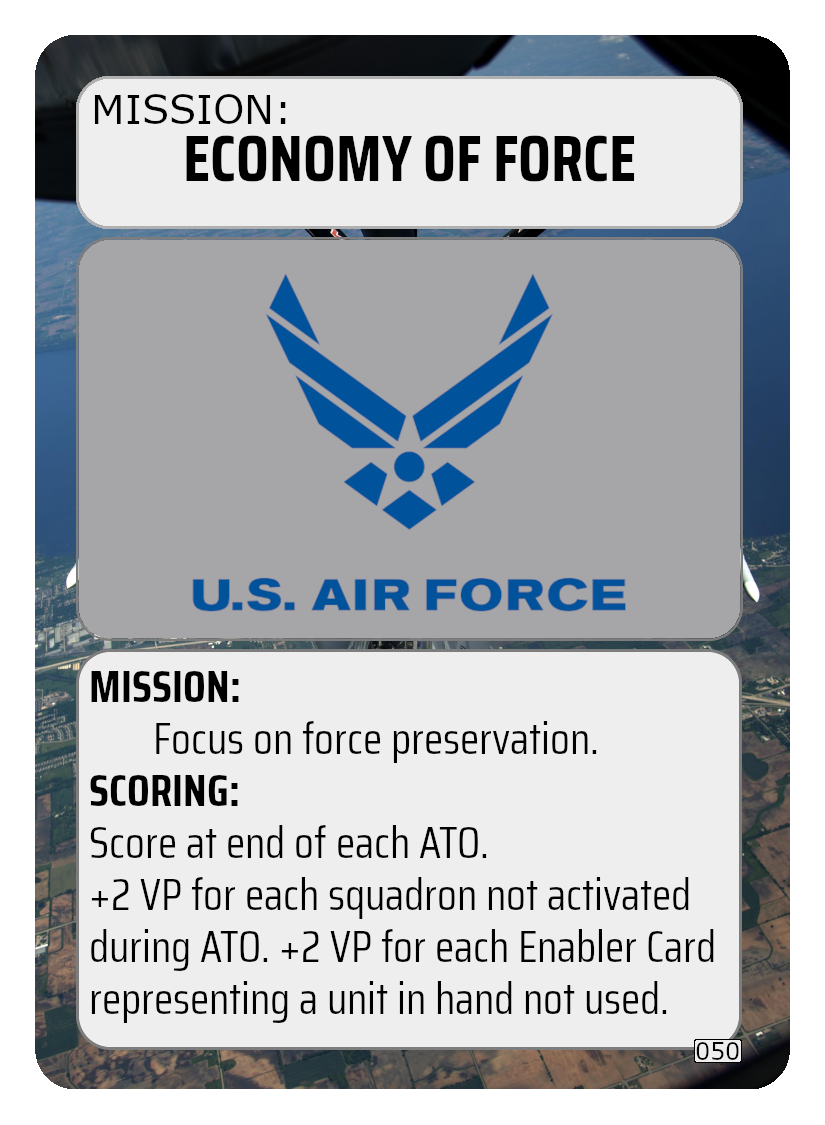 MISSION:
ECONOMY OF FORCE
U.S. AIR FORCE
MISSION:
Focus on force preservation.
SCORING:
Score at end of each ATO.
+2 VP for each squadron not activated
during ATO. +2 VP for each Enabler Card
representing a unit in hand not used.
050